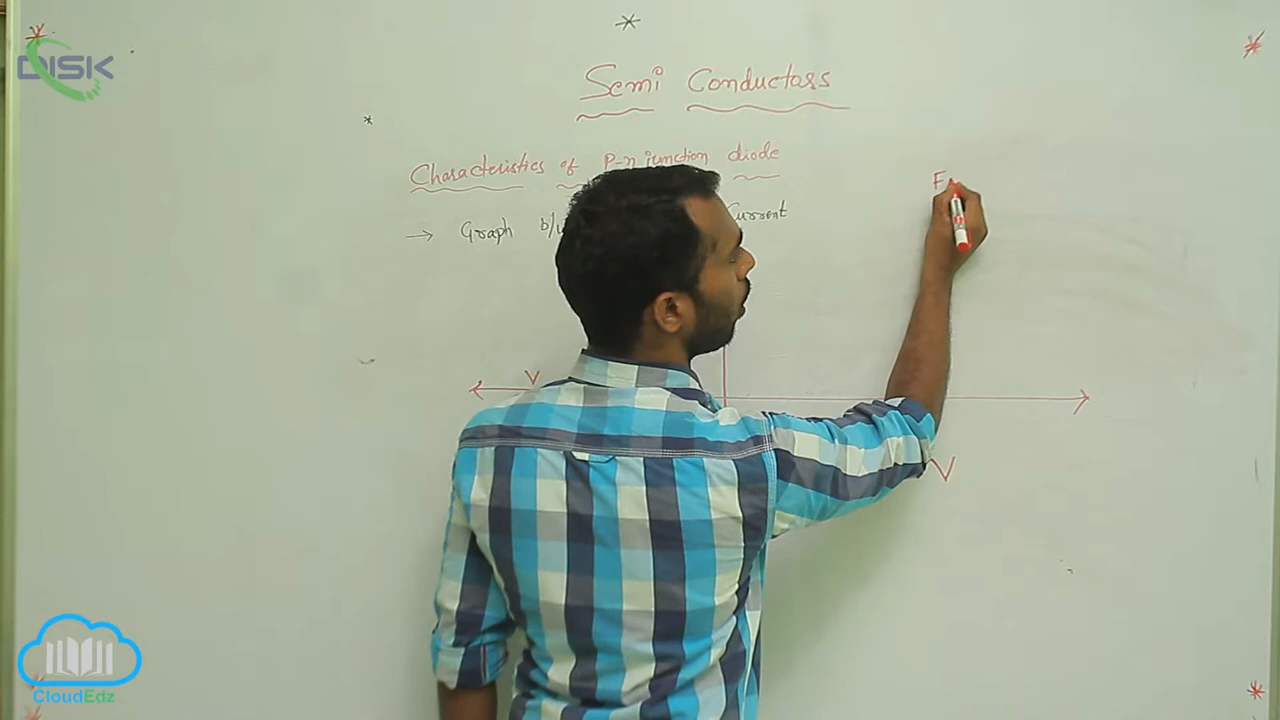 DISK
Semi Conductors
Characteristics of P-n junction diode
→ Graph b/w Current
F
V
V
CloudEdz